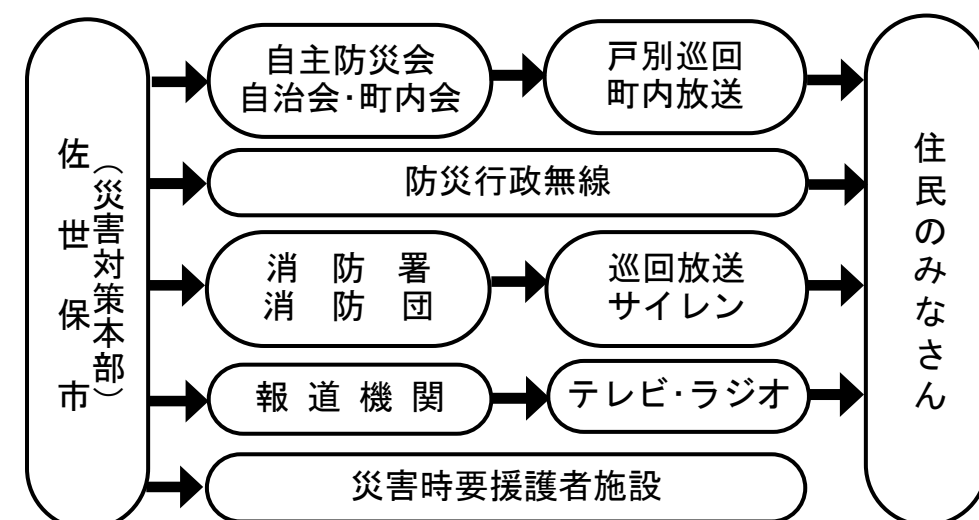 佐世保市
（災害対策本部）
自主防災会
自治会・町内会
戸別巡回
町内放送
防災行政無線
消防署
消防団
巡回放送
サイレン
報道機関
テレビ・ラジオ
災害時要援護者施設
住民のみなさん